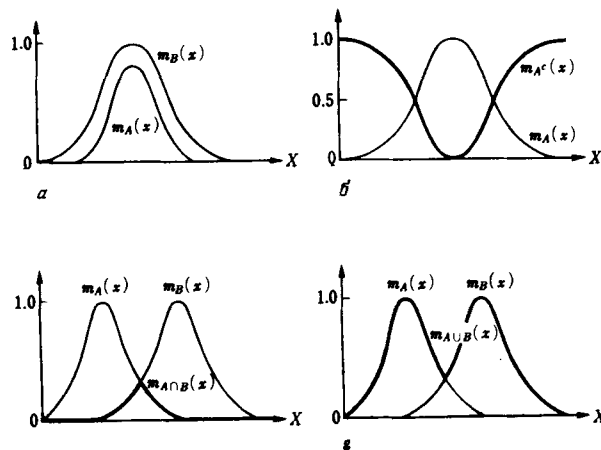 1.0
m_B(x)
m_A(x)
0
X
а
1.0
0.5
0
m_{A^c}(x)
m_A(x)
X
б
1.0
m_A(x)
m_B(x)
m_{A∩B}(x)
0
X
1.0
m_A(x)
m_B(x)
m_{A∪B}(x)
0
X
г